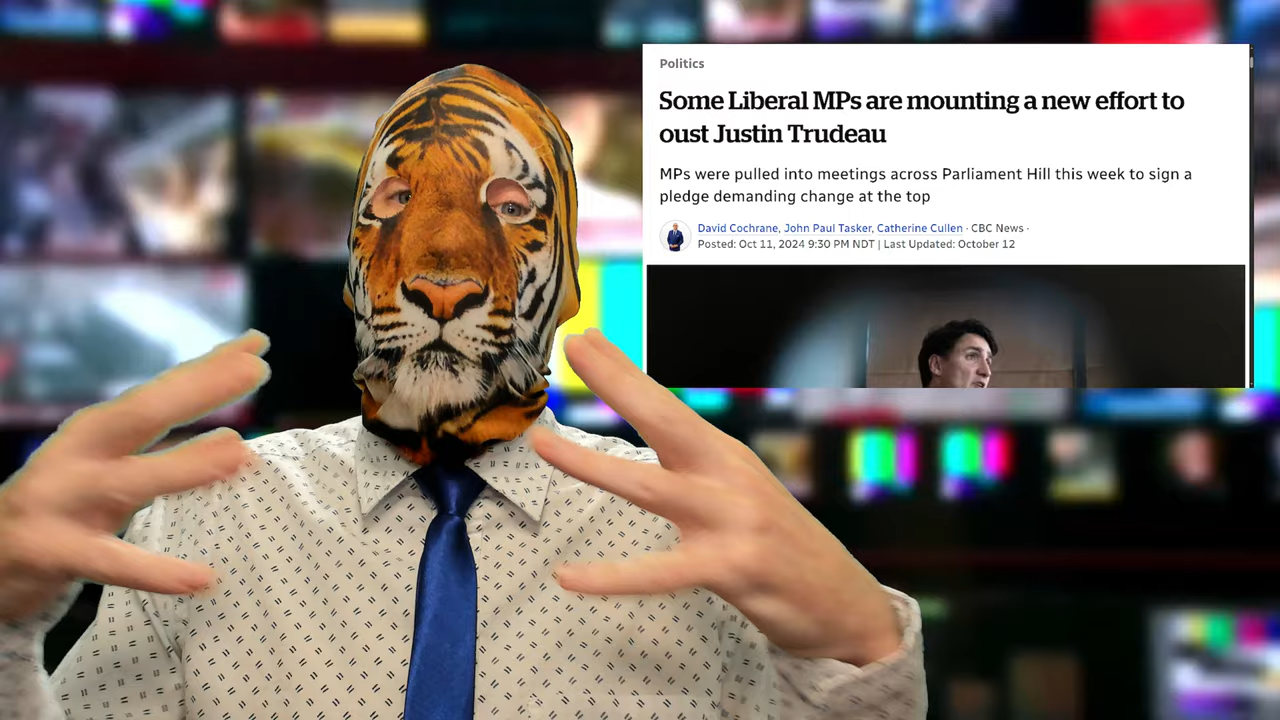 Politics
Some Liberal MPs are mounting a new effort to
oust Justin Trudeau
MPs were pulled into meetings across Parliament Hill this week to sign a
pledge demanding change at the top
David Cochrane, John Paul Tasker, Catherine Cullen · CBC News ·
Posted: Oct 11, 2024 9:30 PM NDT | Last Updated: October 12